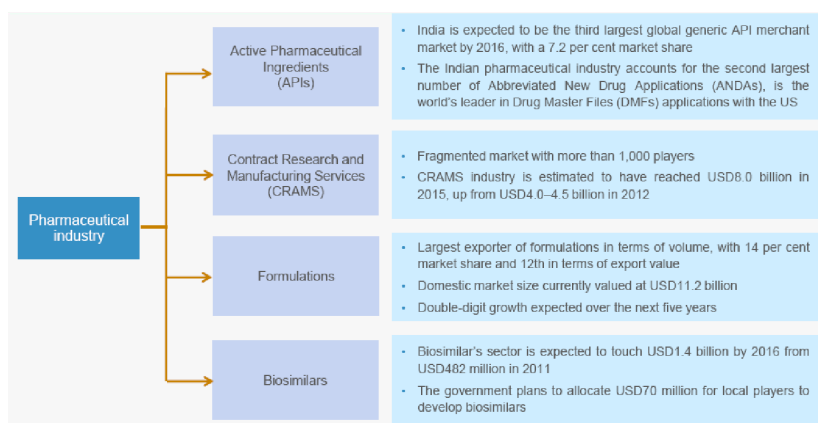 Pharmaceutical
industry
Active Pharmaceutical
Ingredients
(APIs)
• India is expected to be the third largest global generic API merchant
market by 2016, with a 7.2 per cent market share
• The Indian pharmaceutical industry accounts for the second largest
number of Abbreviated New Drug Applications (ANDAs), is the
world's leader in Drug Master Files (DMFs) applications with the US
Contract Research and
Manufacturing Services
(CRAMS)
• Fragmented market with more than 1,000 players
• CRAMS industry is estimated to have reached USD8.0 billion in
2015, up from USD4.0–4.5 billion in 2012
Formulations
• Largest exporter of formulations in terms of volume, with 14 per cent
market share and 12th in terms of export value
• Domestic market size currently valued at USD11.2 billion
• Double-digit growth expected over the next five years
Biosimilars
• Biosimilar's sector is expected to touch USD1.4 billion by 2016 from
USD482 million in 2011
• The government plans to allocate USD70 million for local players to
develop biosimilars